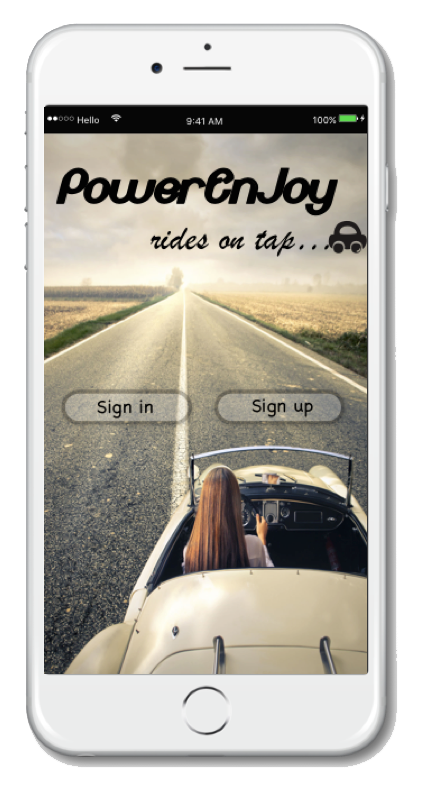 Hello 9:41 AM 100%
PowerEnJoy
rides on tap...
Sign in Sign up